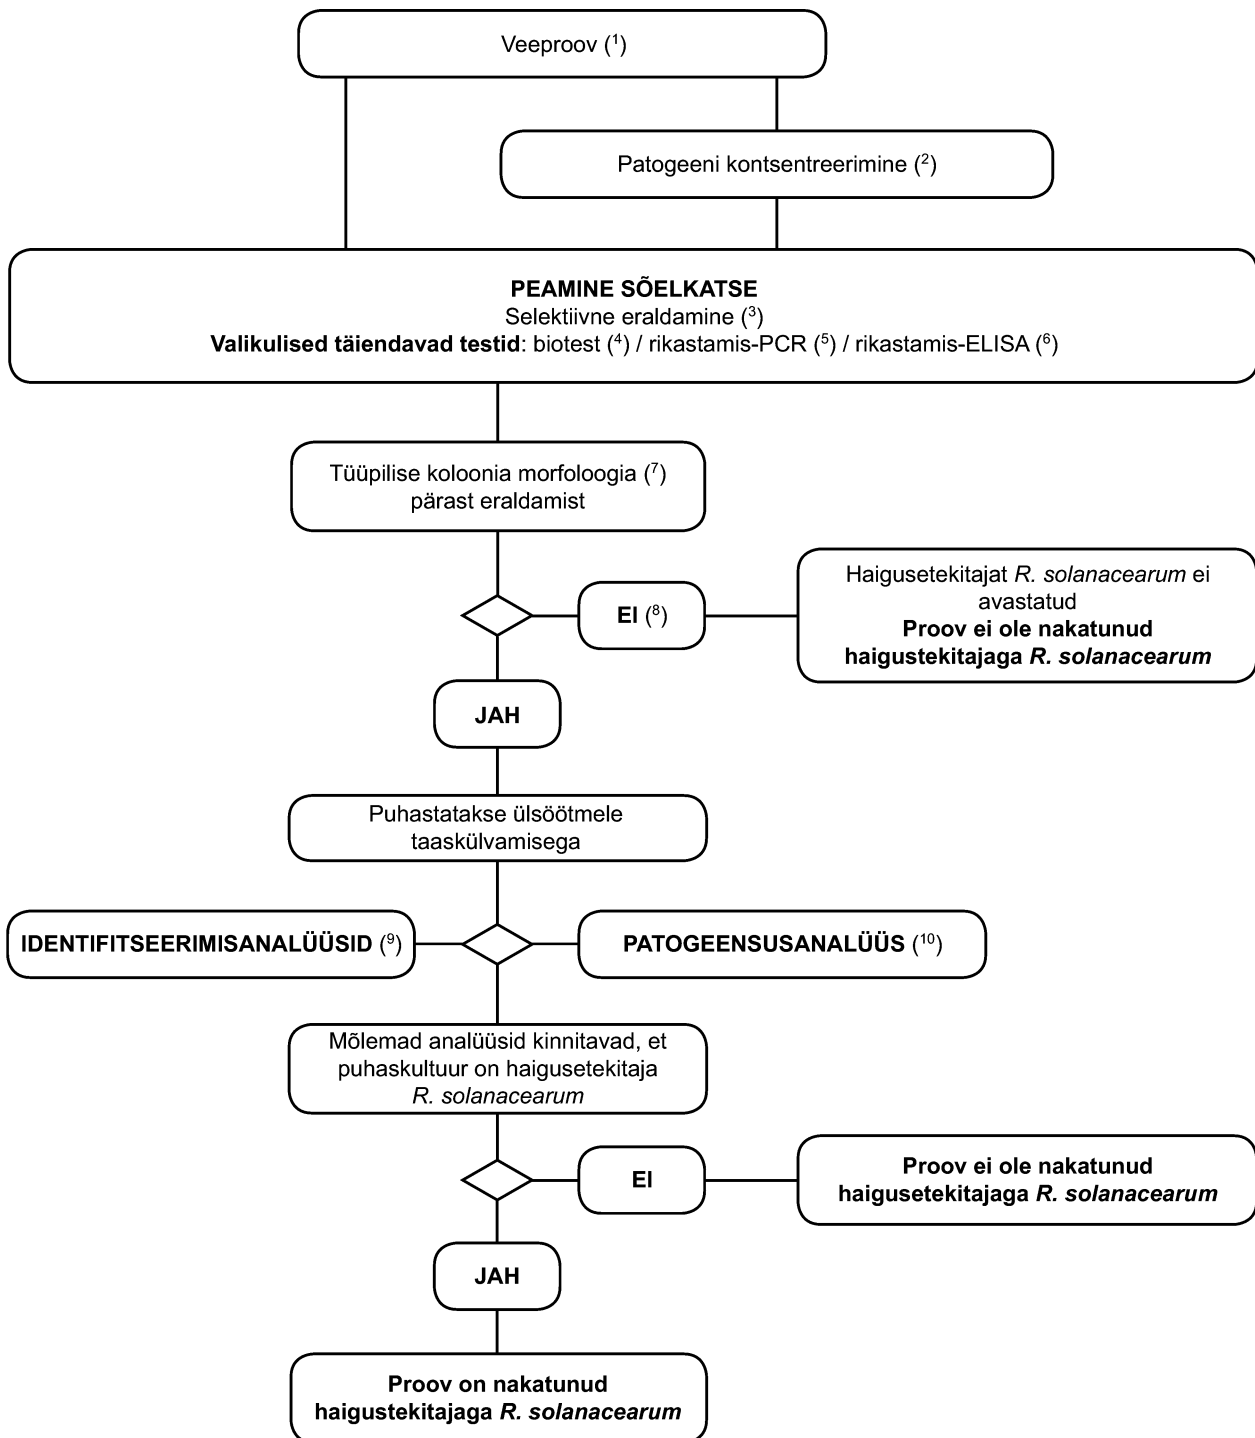 Veeproov (¹)
Patogeeni kontsentreerimine (²)
PEAMINE SÕELKATSE
Selektiivne eraldamine (³)
Valikulised täiendavad testid: biotest (⁴) / rikastamis-PCR (⁵) / rikastamis-ELISA (⁶)
Tüüpilise koloonia morfoloogia (⁷)
pärast eraldamist
EI (⁸)
Haigusetekitajat R. solanacearum ei
avastatud
Proov ei ole nakatunud
haigustekitajaga R. solanacearum
JAH
Puhastatakse ülsöötmele
taaskülvamisega
IDENTIFITSEERIMISANALÜÜSID (⁹)
PATOGEENSUSANALÜÜS (¹⁰)
Mõlemad analüüsid kinnitavad, et
puhaskultuur on haigusetekitaja
R. solanacearum
EI
Proov ei ole nakatunud
haigusetekitajaga R. solanacearum
JAH
Proov on nakatunud
haigustekitajaga R. solanacearum